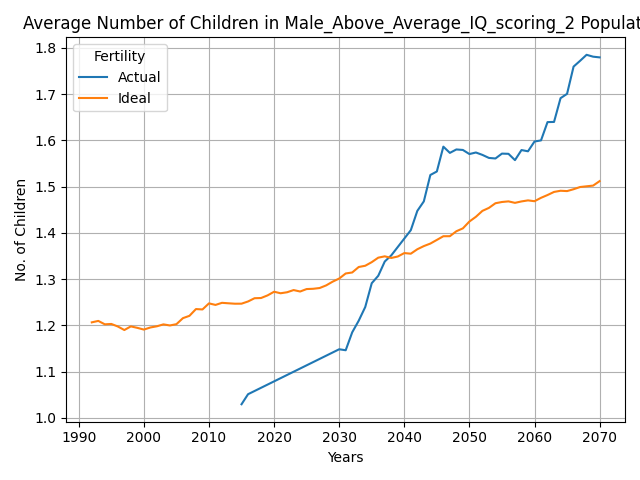 Average Number of Children in Male_Above_Average_IQ_scoring_2 Populat
Fertility
Actual
Ideal
1.8
1.7
1.6
1.5
1.4
1.3
1.2
1.1
1.0
No. of Children
1990 2000 2010 2020 2030 2040 2050 2060 2070
Years